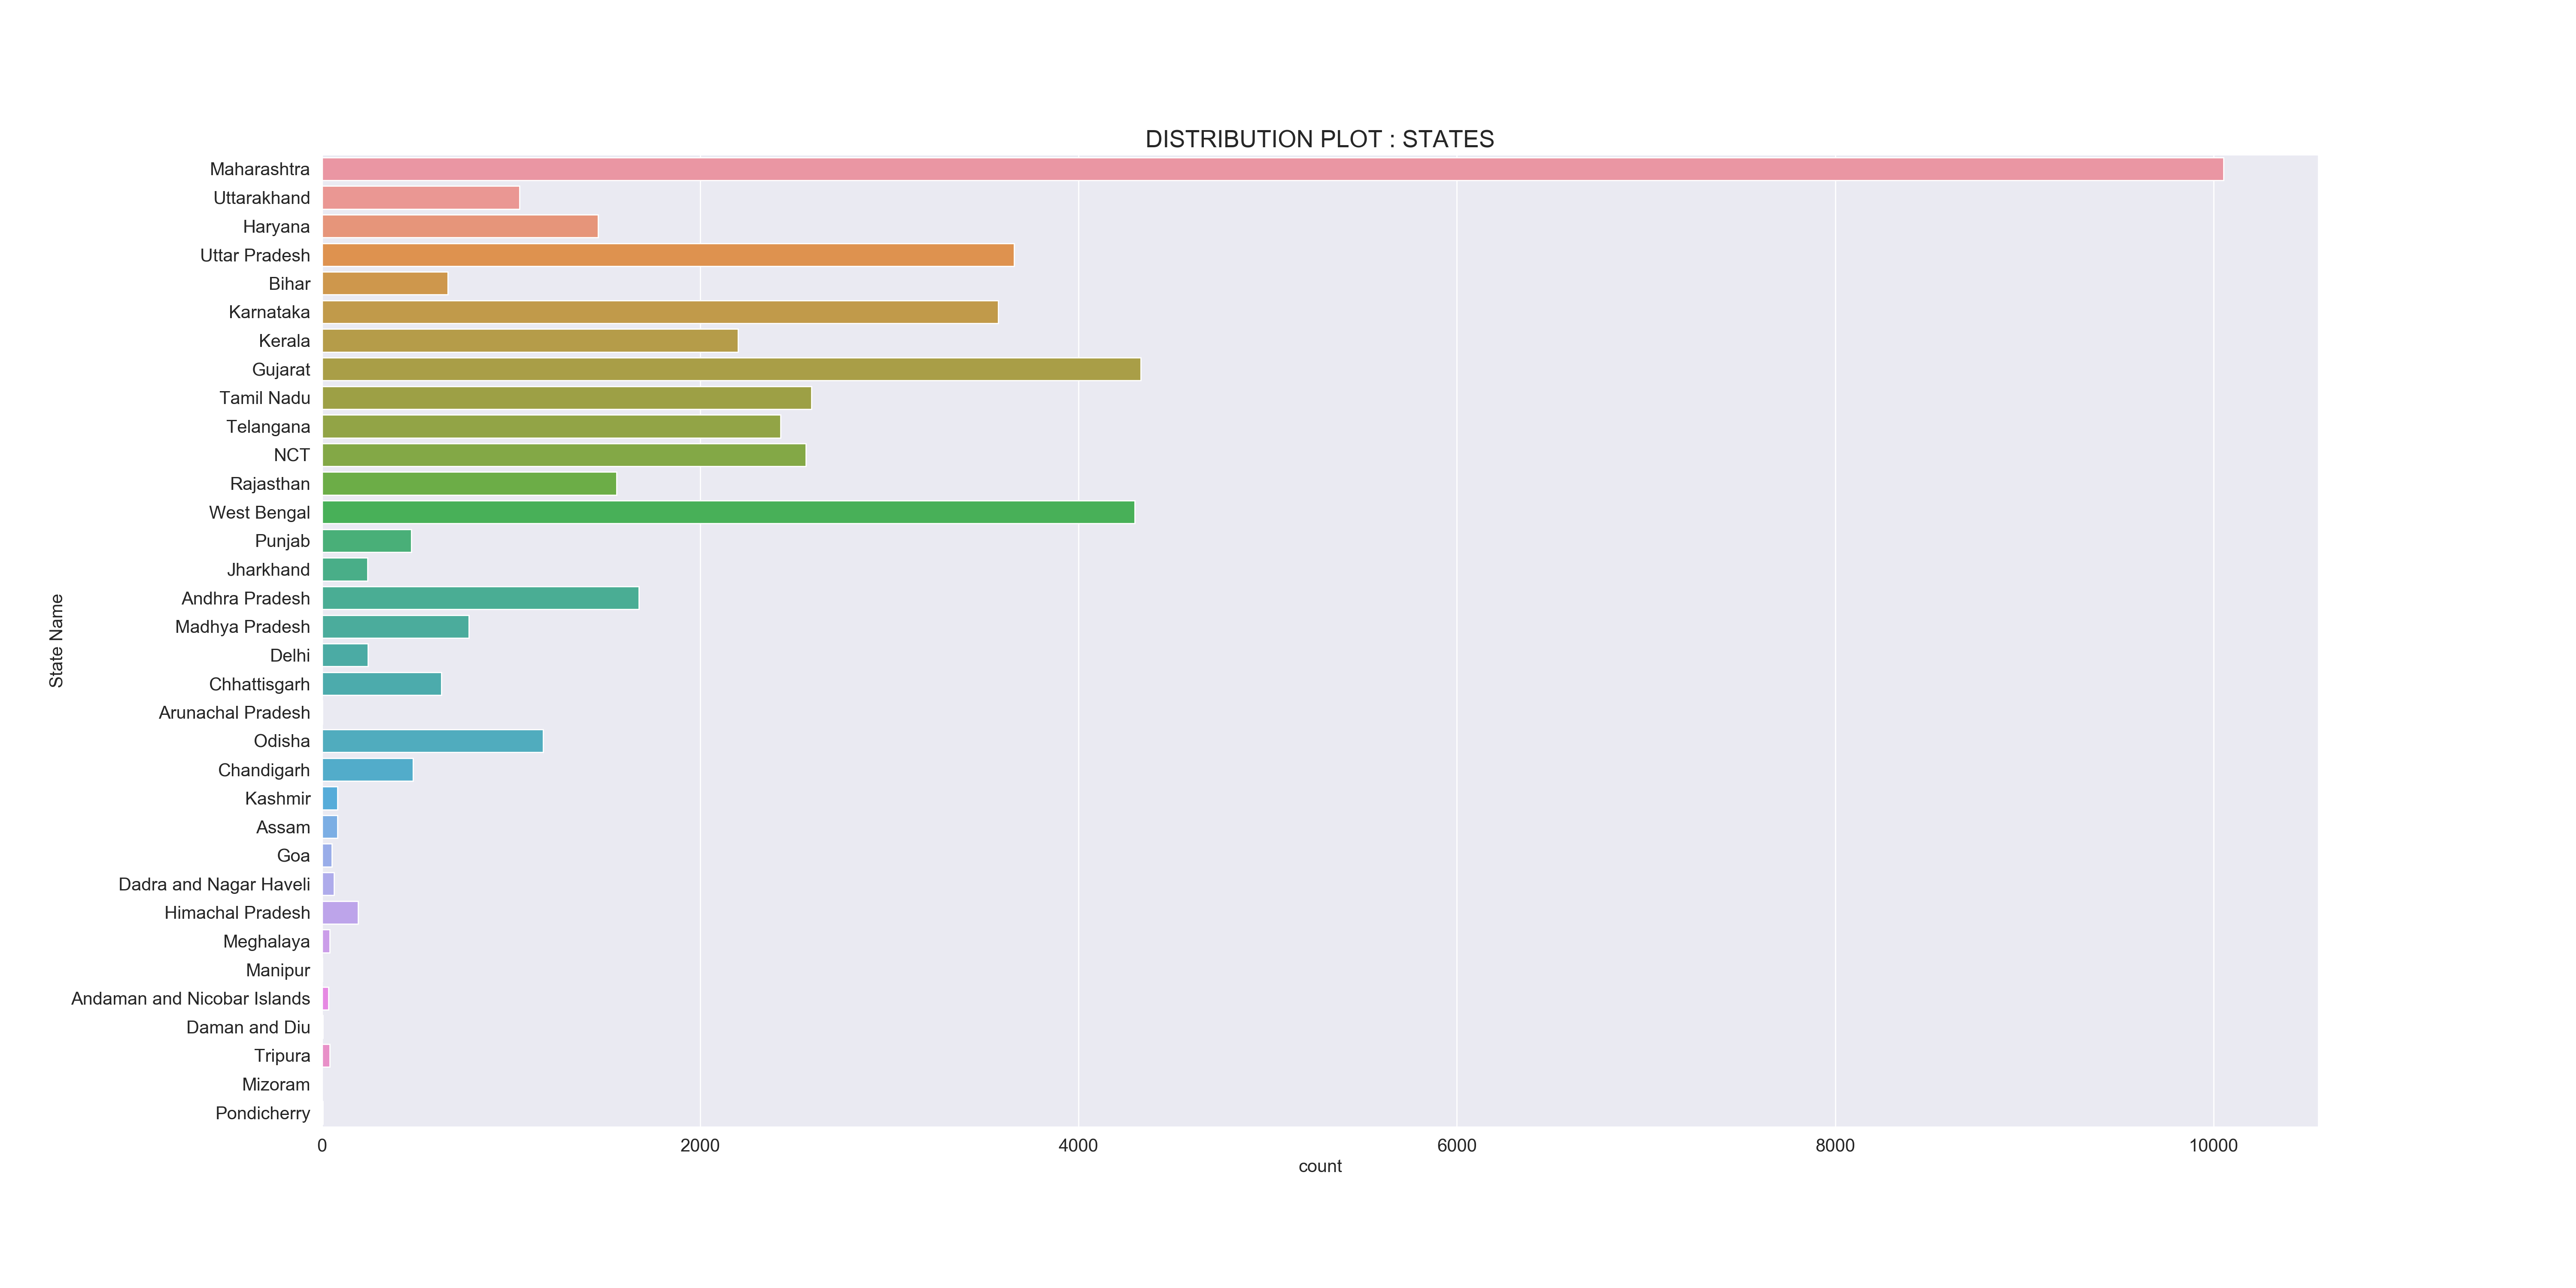 DISTRIBUTION PLOT : STATES
Maharashtra
Uttarakhand
Haryana
Uttar Pradesh
Bihar
Karnataka
Kerala
Gujarat
Tamil Nadu
Telangana
NCT
Rajasthan
West Bengal
Punjab
Jharkhand
Andhra Pradesh
Madhya Pradesh
Delhi
Chhattisgarh
Arunachal Pradesh
Odisha
Chandigarh
Kashmir
Assam
Goa
Dadra and Nagar Haveli
Himachal Pradesh
Meghalaya
Manipur
Andaman and Nicobar Islands
Daman and Diu
Tripura
Mizoram
Pondicherry
State Name
0 2000 4000 6000 8000 10000
count